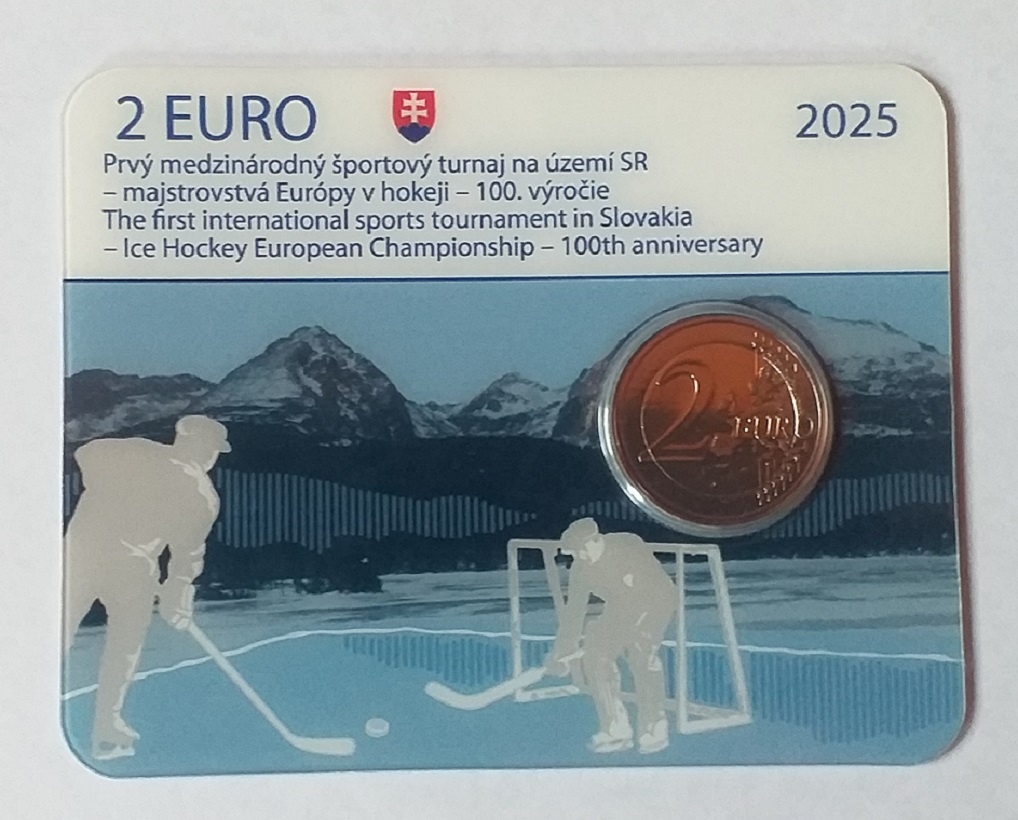 2 EURO
2025
Prvý medzinárodný športový turnaj na území SR
– majstrovstvá Európy v hokeji – 100. výročie
The first international sports tournament in Slovakia
– Ice Hockey European Championship – 100th anniversary
2 EURO